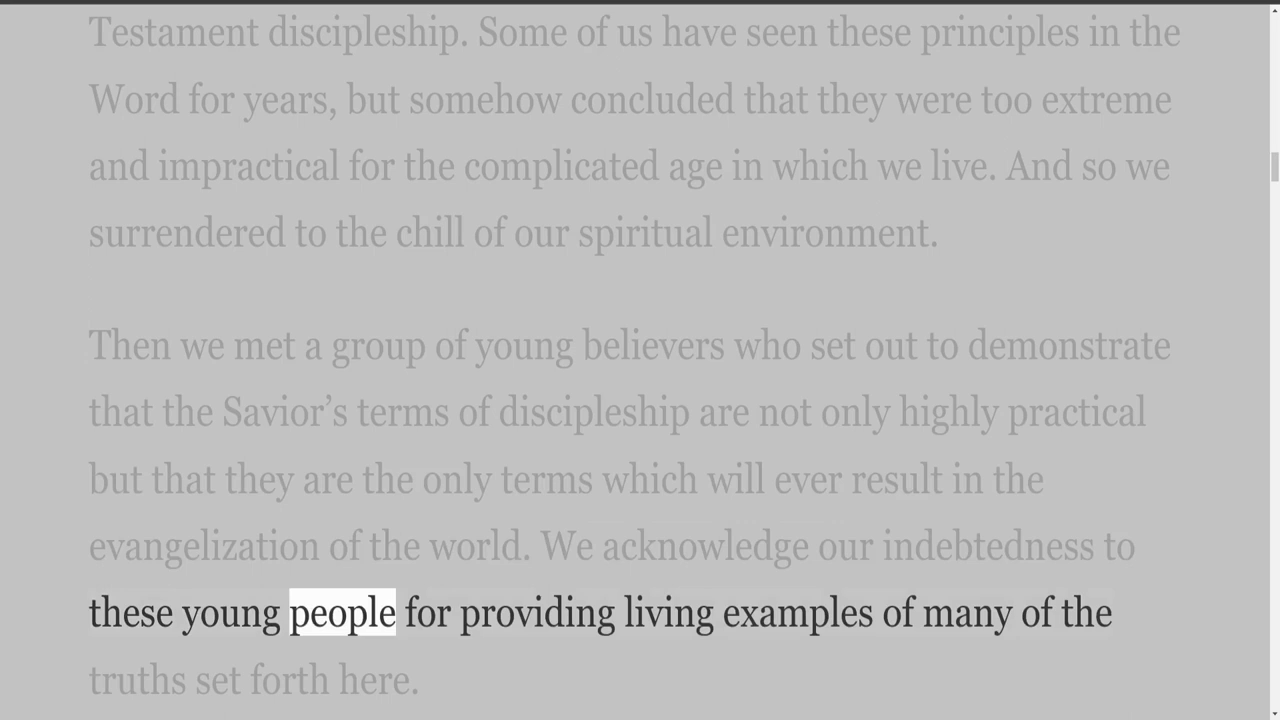 Testament discipleship. Some of us have seen these principles in the
Word for years, but somehow concluded that they were too extreme
and impractical for the complicated age in which we live. And so we
surrendered to the chill of our spiritual environment.
Then we met a group of young believers who set out to demonstrate
that the Savior’s terms of discipleship are not only highly practical
but that they are the only terms which will ever result in the
evangelization of the world. We acknowledge our indebtedness to
these young people for providing living examples of many of the
truths set forth here.